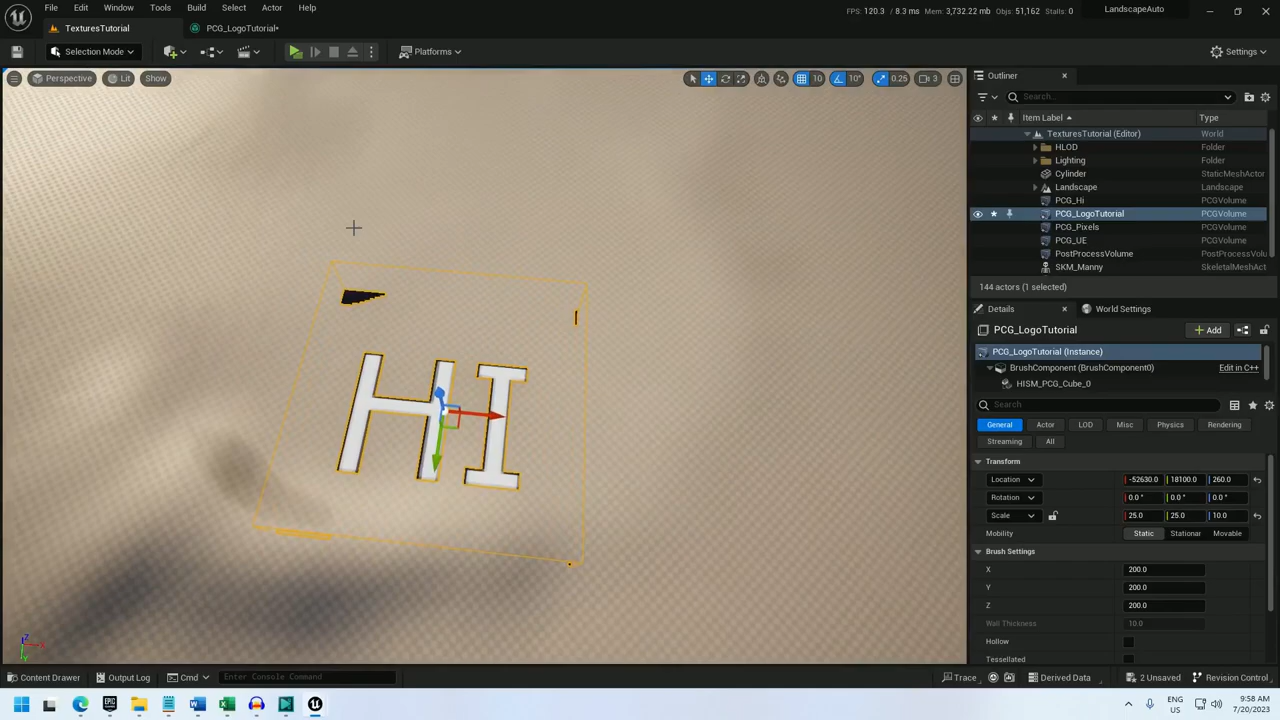 File Edit Window Tools Build Select Actor Help
FPS: 120.3 / 8.3 ms Mem: 3,732.22 mb Objs: 51,162 Stalls: 0
LandscapeAuto
TexturesTutorial
PCG_LogoTutorial•
Selection Mode
Platforms
Settings
Perspective
Lit
Show
10
10°
0.25
3
Outliner
Search...
Item Label
Type
TexturesTutorial (Editor) World
HLOD Folder
Lighting Folder
Cylinder StaticMeshActor
Landscape Landscape
PCG_Hi PCGVolume
PCG_LogoTutorial PCGVolume
PCG_Pixels PCGVolume
PCG_UE PCGVolume
PostProcessVolume PostProcessVolu
SKM_Manny SkeletalMeshAct
144 actors (1 selected)
HI
Details
World Settings
PCG_LogoTutorial
Add
PCG_LogoTutorial (Instance)
BrushComponent (BrushComponent0) Edit in C++
HISM_PCG_Cube_0
Search
General Actor LOD Misc Physics Rendering
Streaming All
Transform
Location -52630.0 18100.0 260.0
Rotation 0.0 ° 0.0 ° 0.0 °
Scale 25.0 25.0 10.0
Mobility Static Stationar Movable
Brush Settings
X 200.0
Y 200.0
Z 200.0
Wall Thickness 10.0
Hollow
Tessellated
Z
X
Y
Content Drawer
Output Log
Cmd
Enter Console Command
Trace
Derived Data
2 Unsaved
Revision Control
ENG
US
9:58 AM
7/20/2023